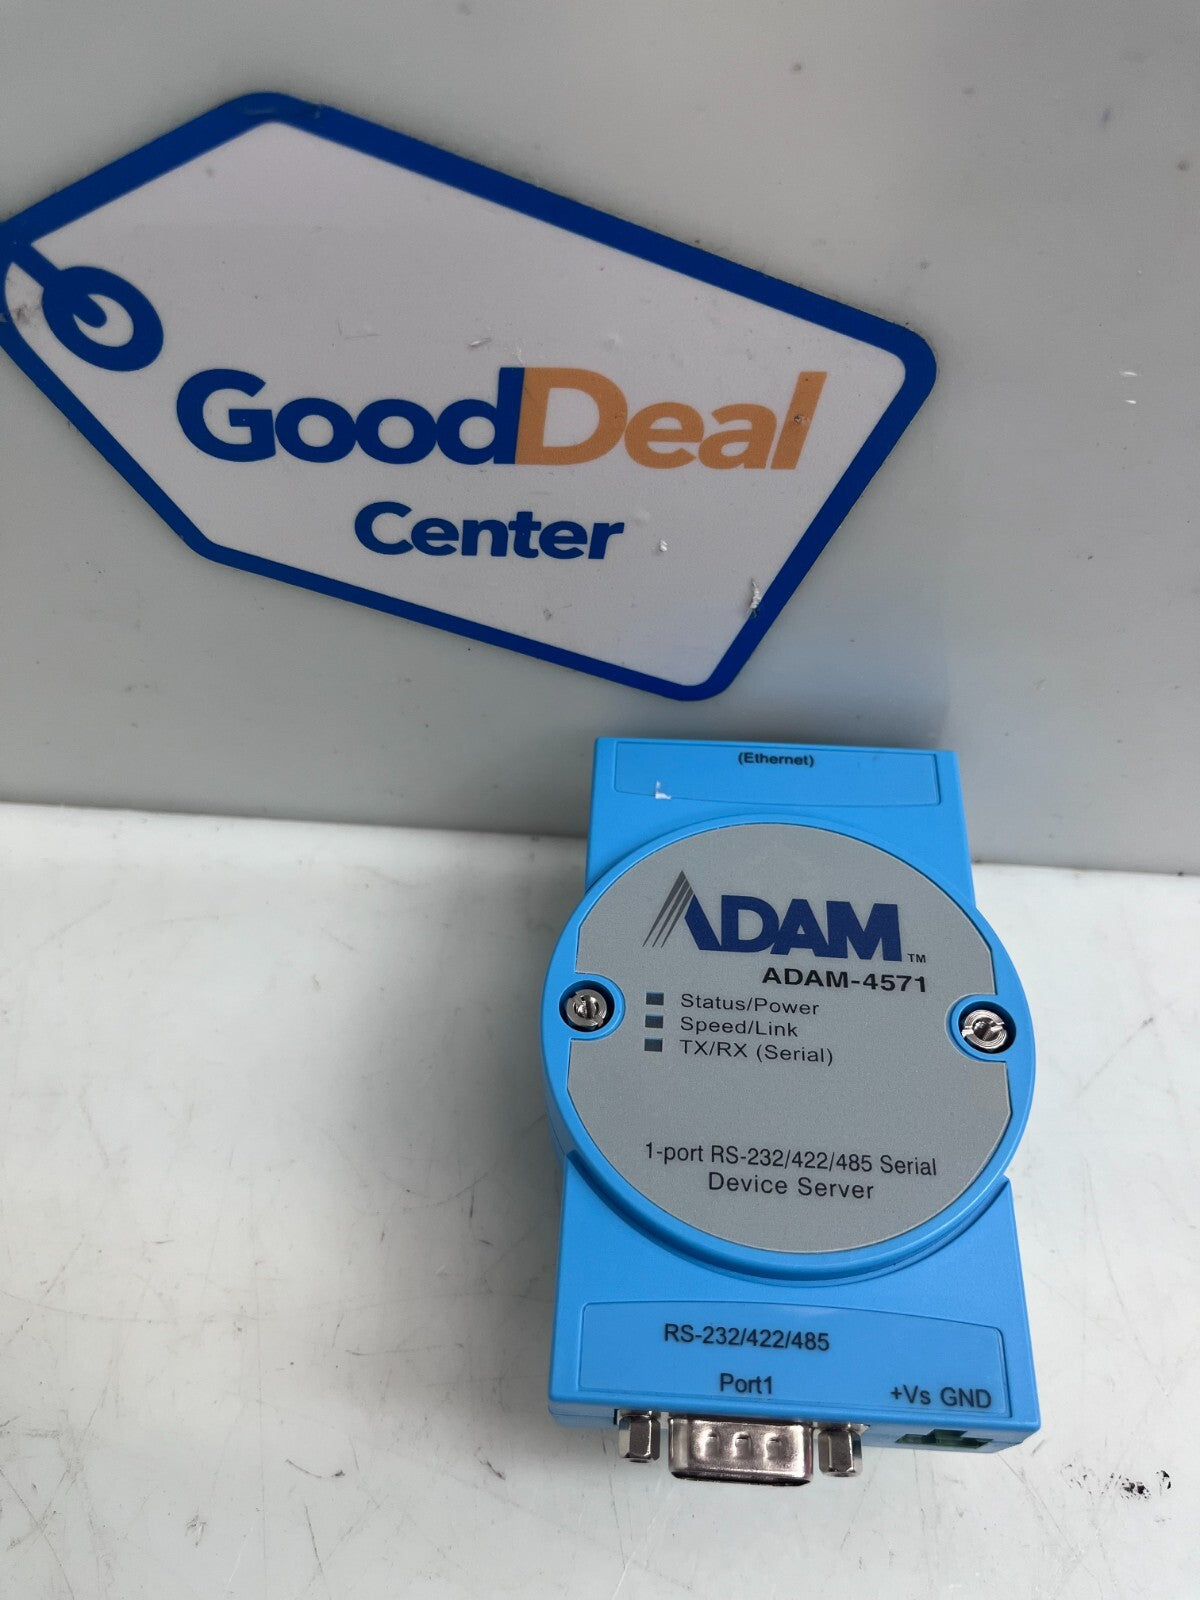 GoodDeal
Center
(Ethernet)
ADAM™
ADAM-4571
Status/Power
Speed/Link
TX/RX (Serial)
1-port RS-232/422/485 Serial
Device Server
RS-232/422/485
Port1
+Vs GND